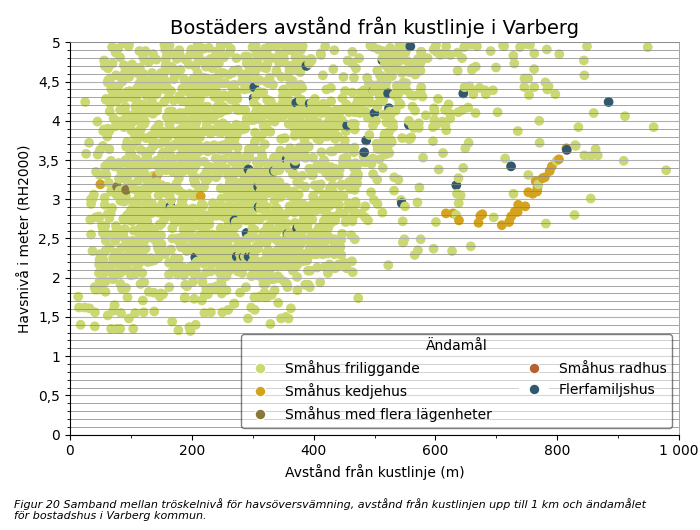 Bostäders avstånd från kustlinje i Varberg
Havsnivå i meter (RH2000)
5
4,5
4
3,5
3
2,5
2
1,5
1
0,5
0
0
200
400
600
800
1 000
Avstånd från kustlinje (m)
Ändamål
Småhus friliggande
Småhus kedjehus
Småhus med flera lägenheter
Småhus radhus
Flerfamiljshus
Figur 20 Samband mellan tröskelnivå för havsöversvämning, avstånd från kustlinjen upp till 1 km och ändamålet
för bostadshus i Varberg kommun.